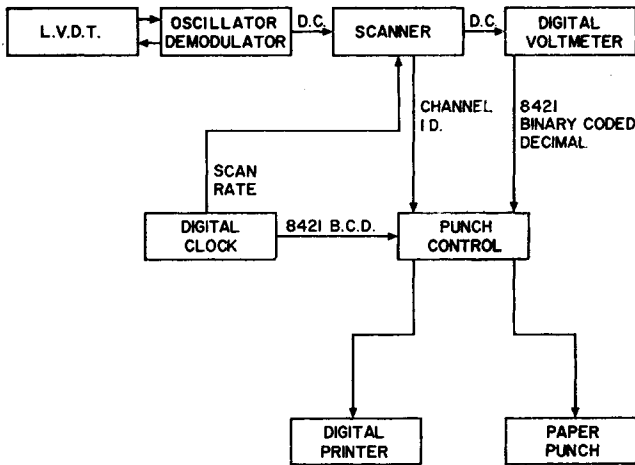 L.V.D.T.
OSCILLATOR
DEMODULATOR
D.C.
SCANNER
D.C.
DIGITAL
VOLTMETER
CHANNEL
I D.
8421
BINARY CODED
DECIMAL
SCAN
RATE
DIGITAL
CLOCK
8421 B.C.D.
PUNCH
CONTROL
DIGITAL
PRINTER
PAPER
PUNCH